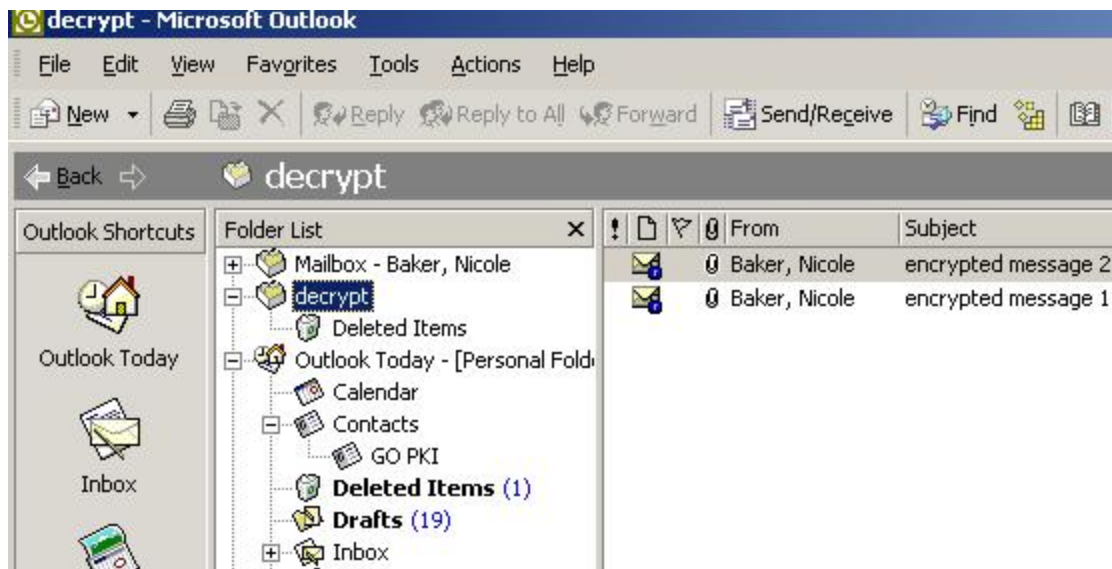 decrypt - Microsoft Outlook
File Edit View Favorites Tools Actions Help
New Reply Reply to All Forward Send/Receive Find
Back decrypt
Outlook Shortcuts
Outlook Today
Inbox
Folder List
Mailbox - Baker, Nicole
decrypt
Deleted Items
Outlook Today - [Personal Fold
Calendar
Contacts
GO PKI
Deleted Items (1)
Drafts (19)
Inbox
! From Subject
Baker, Nicole encrypted message 2
Baker, Nicole encrypted message 1